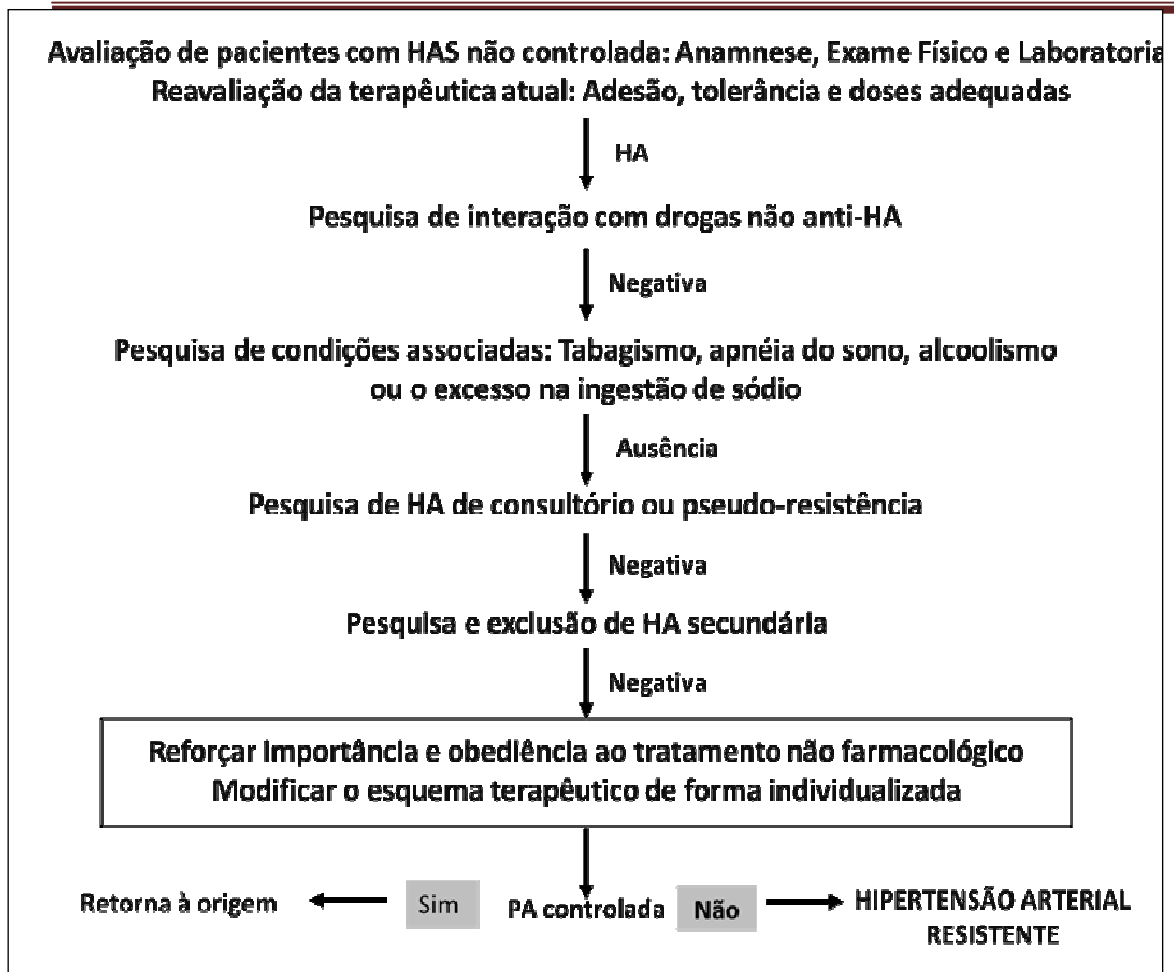 Avaliação de pacientes com HAS não controlada: Anamnese, Exame Físico e Laboratoria
Reavaliação da terapêutica atual: Adesão, tolerância e doses adequadas
HA
Pesquisa de interação com drogas não anti-HA
Negativa
Pesquisa de condições associadas: Tabagismo, apnéia do sono, alcoolismo
ou o excesso na ingestão de sódio
Ausência
Pesquisa de HA de consultório ou pseudo-resistência
Negativa
Pesquisa e exclusão de HA secundária
Negativa
Reforçar importância e obediência ao tratamento não farmacológico
Modificar o esquema terapêutico de forma individualizada
Retorna à origem Sim PA controlada Não HIPERTENSÃO ARTERIAL
RESISTENTE